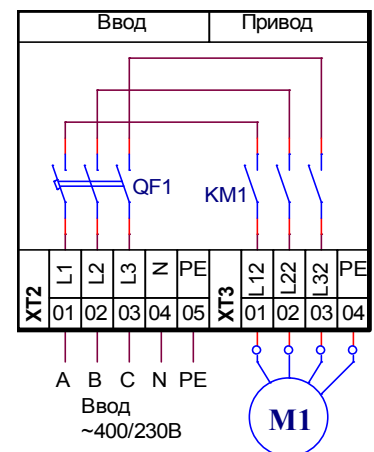 Ввод Привод
QF1 KM1
XT2 L1 L2 L3 N PE XT3 L12 L22 L32 PE
01 02 03 04 05 01 02 03 04
A B C N PE
Ввод
~400/230В
M1